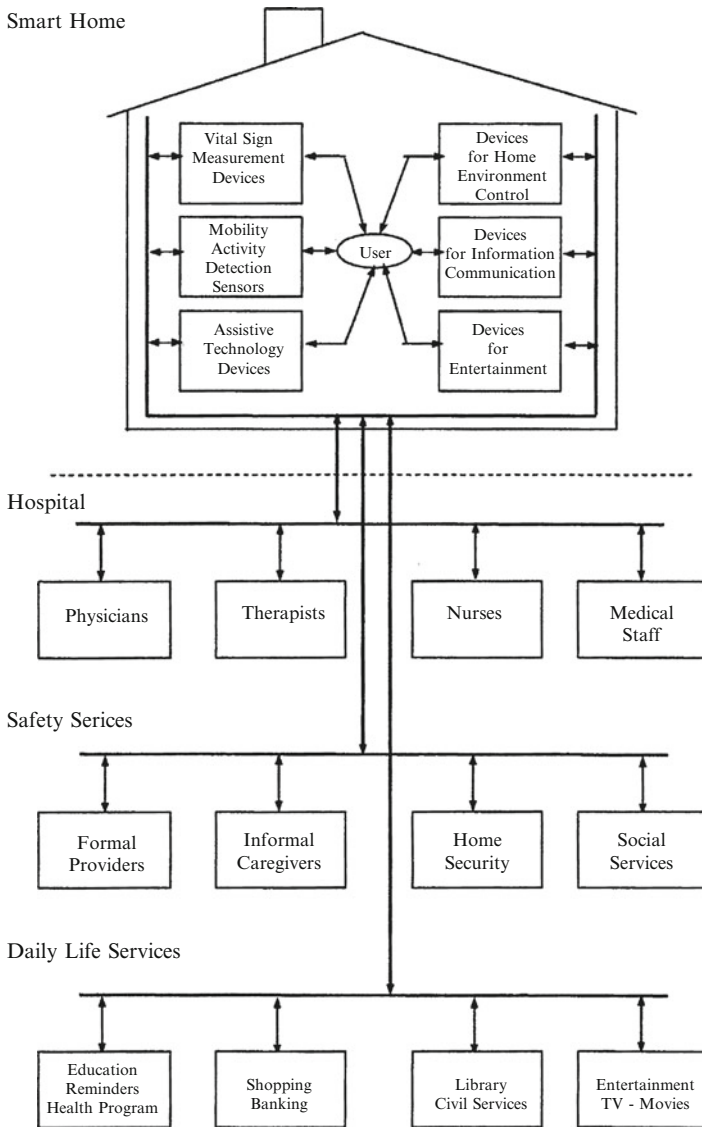 Smart Home
Vital Sign
Measurement
Devices
Devices
for Home
Environment
Control
Mobility
Activity
Detection
Sensors
User
Devices
for Information
Communication
Assistive
Technology
Devices
Devices
for
Entertainment
Hospital
Physicians
Therapists
Nurses
Medical
Staff
Safety Serices
Formal
Providers
Informal
Caregivers
Home
Security
Social
Services
Daily Life Services
Education
Reminders
Health Program
Shopping
Banking
Library
Civil Services
Entertainment
TV - Movies